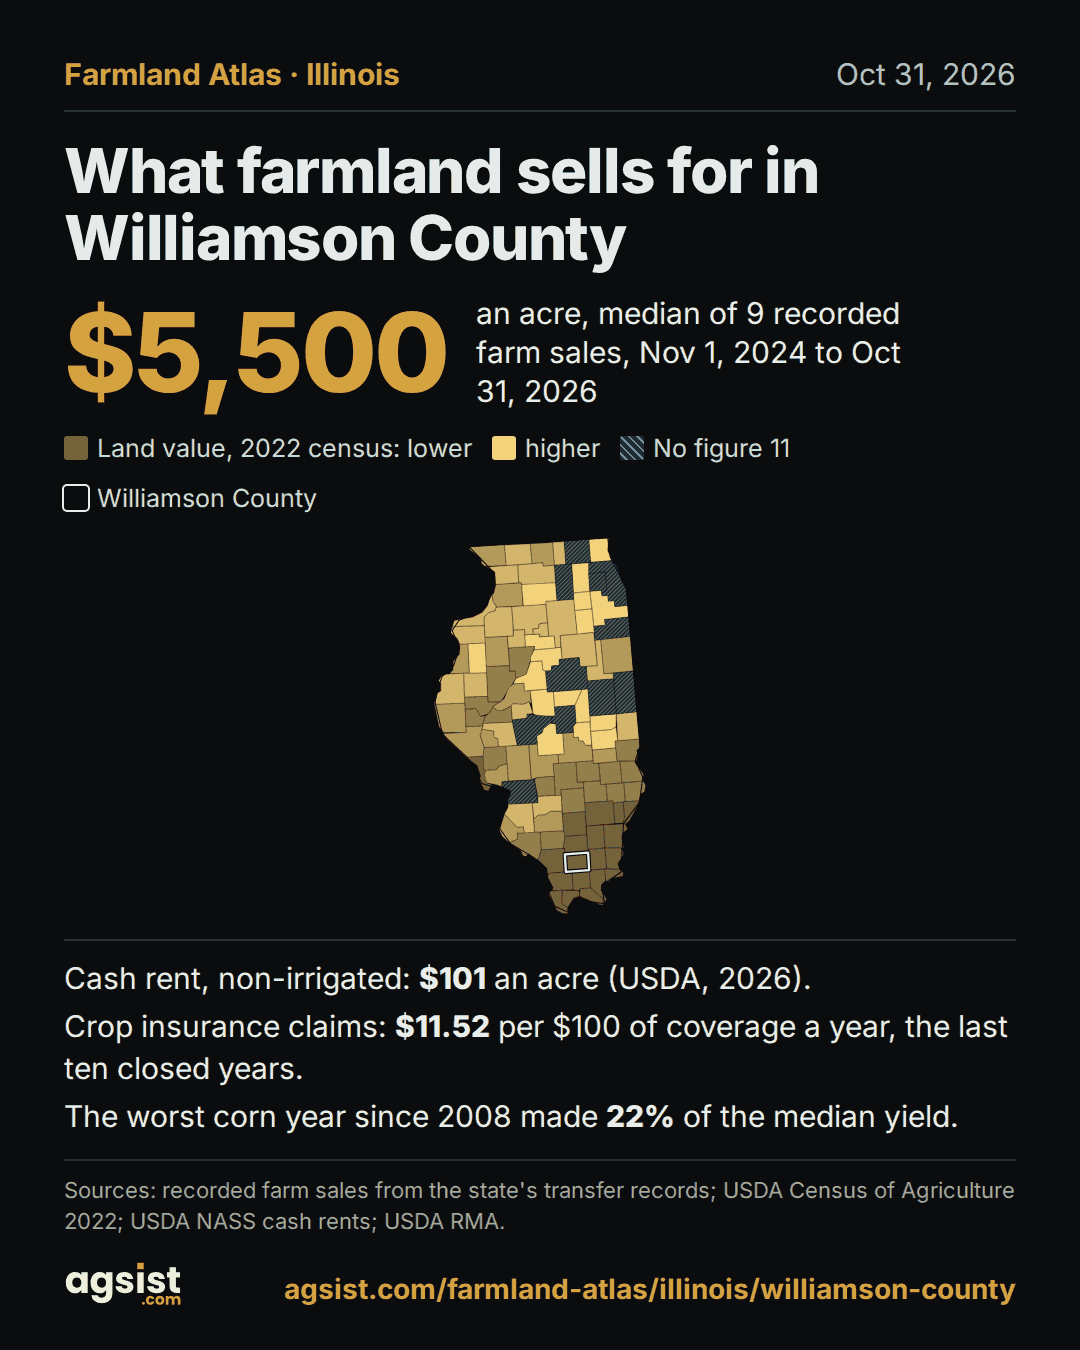 Farmland Atlas · Illinois
Oct 31, 2026
What farmland sells for in
Williamson County
$5,500
an acre, median of 9 recorded
farm sales, Nov 1, 2024 to Oct
31, 2026
Land value, 2022 census: lower
higher
No figure 11
Williamson County
Cash rent, non-irrigated: $101 an acre (USDA, 2026).
Crop insurance claims: $11.52 per $100 of coverage a year, the last
ten closed years.
The worst corn year since 2008 made 22% of the median yield.
Sources: recorded farm sales from the state's transfer records; USDA Census of Agriculture
2022; USDA NASS cash rents; USDA RMA.
agsist
.com
agsist.com/farmland-atlas/illinois/williamson-county